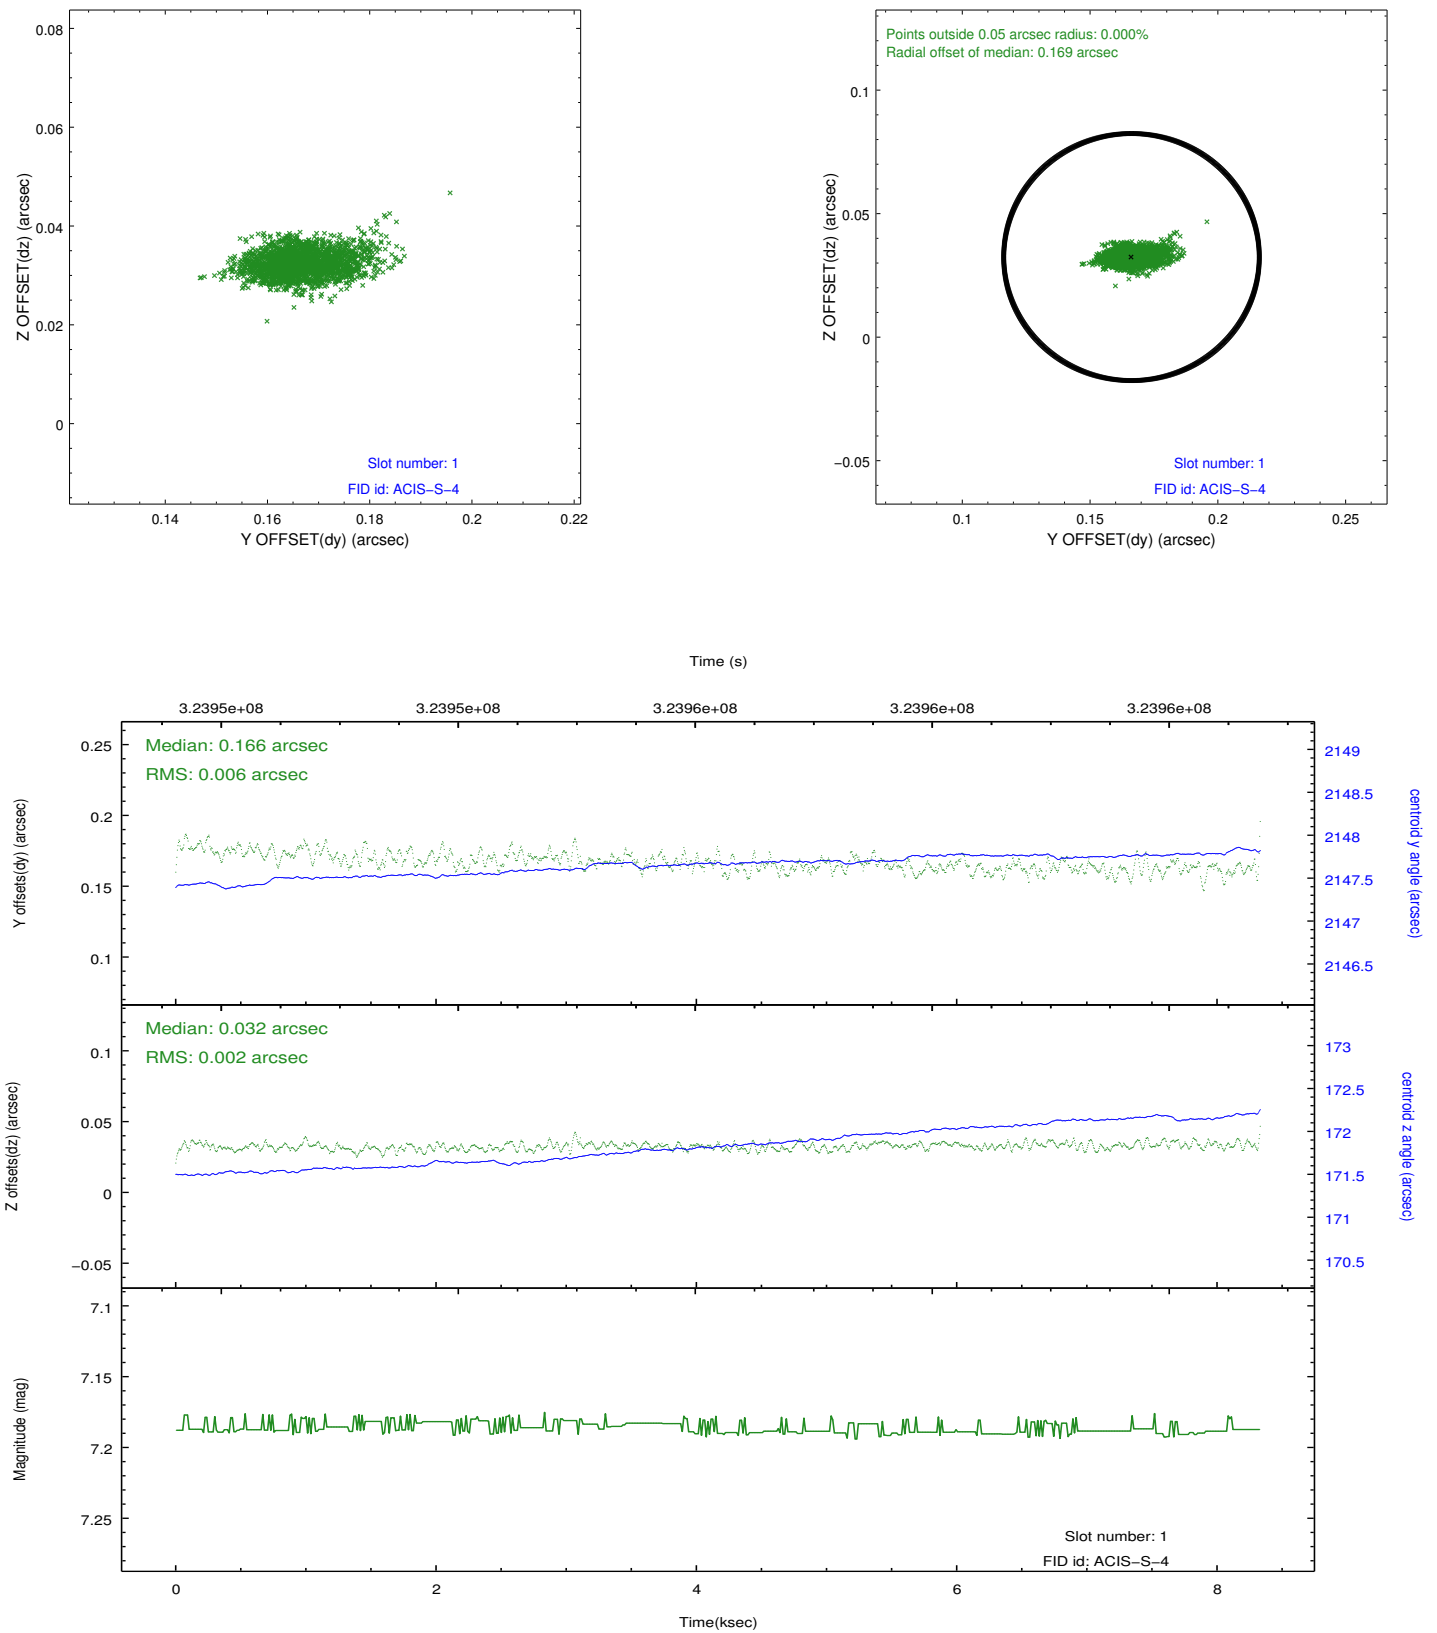 0.08
0.06
0.04
0.02
0
Z OFFSET(dz) (arcsec)
Slot number: 1
FID id: ACIS−S−4
0.14 0.16 0.18 0.2 0.22
Y OFFSET(dy) (arcsec)
Points outside 0.05 arcsec radius: 0.000%
Radial offset of median: 0.169 arcsec
0.1
0.05
0
−0.05
Z OFFSET(dz) (arcsec)
Slot number: 1
FID id: ACIS−S−4
0.1 0.15 0.2 0.25
Y OFFSET(dy) (arcsec)
Time (s)
3.2395e+08 3.2395e+08 3.2396e+08 3.2396e+08 3.2396e+08
Median: 0.166 arcsec
RMS: 0.006 arcsec
0.25
0.2
0.15
0.1
Y offsets(dy) (arcsec)
2149
2148.5
2148
2147.5
2147
2146.5
centroid y angle (arcsec)
Median: 0.032 arcsec
RMS: 0.002 arcsec
0.1
0.05
0
−0.05
Z offsets(dz) (arcsec)
173
172.5
172
171.5
171
170.5
centroid z angle (arcsec)
7.1
7.15
7.2
7.25
Magnitude (mag)
Slot number: 1
FID id: ACIS−S−4
0 2 4 6 8
Time(ksec)